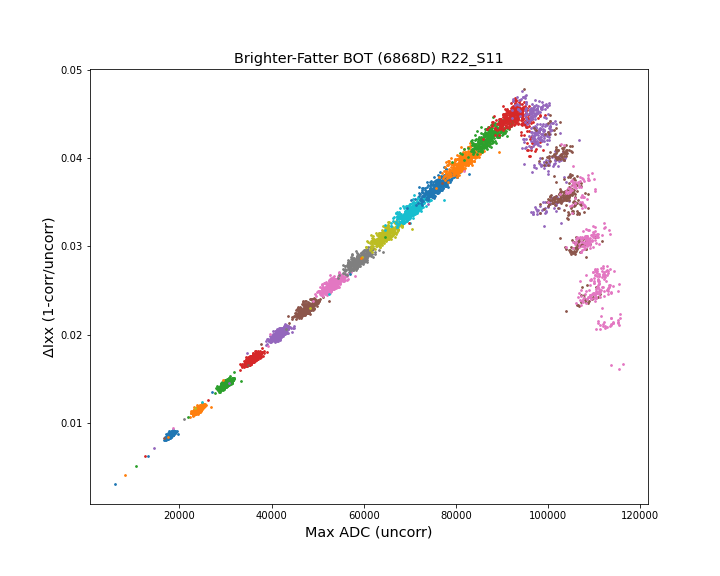 Brighter-Fatter BOT (6868D) R22_S11
0.05
0.04
0.03
0.02
0.01
ΔIxx (1-corr/uncorr)
20000 40000 60000 80000 100000 120000
Max ADC (uncorr)